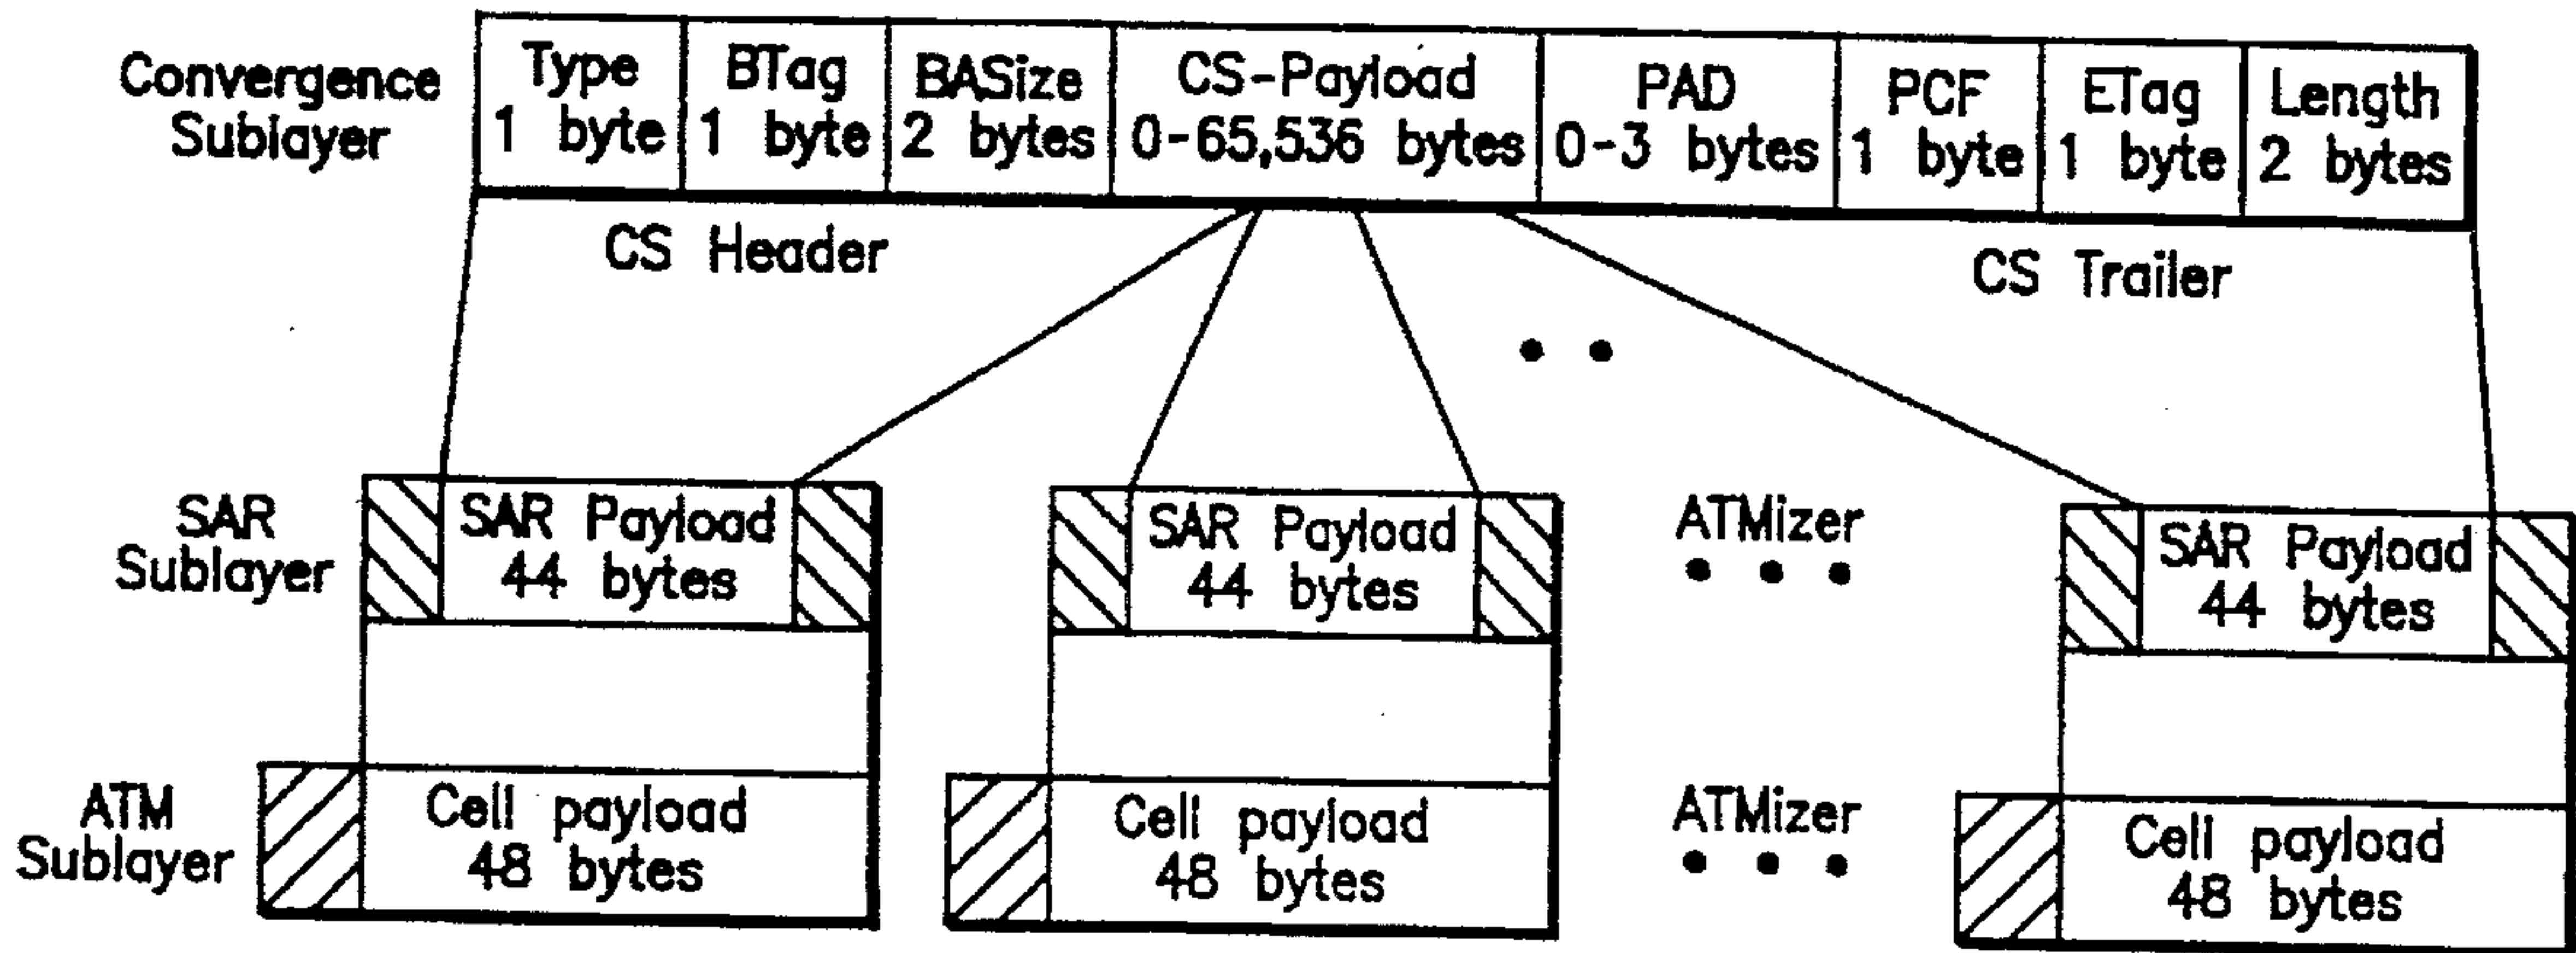 Convergence
Sublayer
Type
1 byte
BTag
1 byte
BASize
2 bytes
CS-Payload
0-65,536 bytes
PAD
0-3 bytes
PCF
1 byte
ETag
1 byte
Length
2 bytes
CS Header
CS Trailer
SAR
Sublayer
SAR Payload
44 bytes
SAR Payload
44 bytes
ATMizer
SAR Payload
44 bytes
ATM
Sublayer
Cell payload
48 bytes
Cell payload
48 bytes
ATMizer
Cell payload
48 bytes